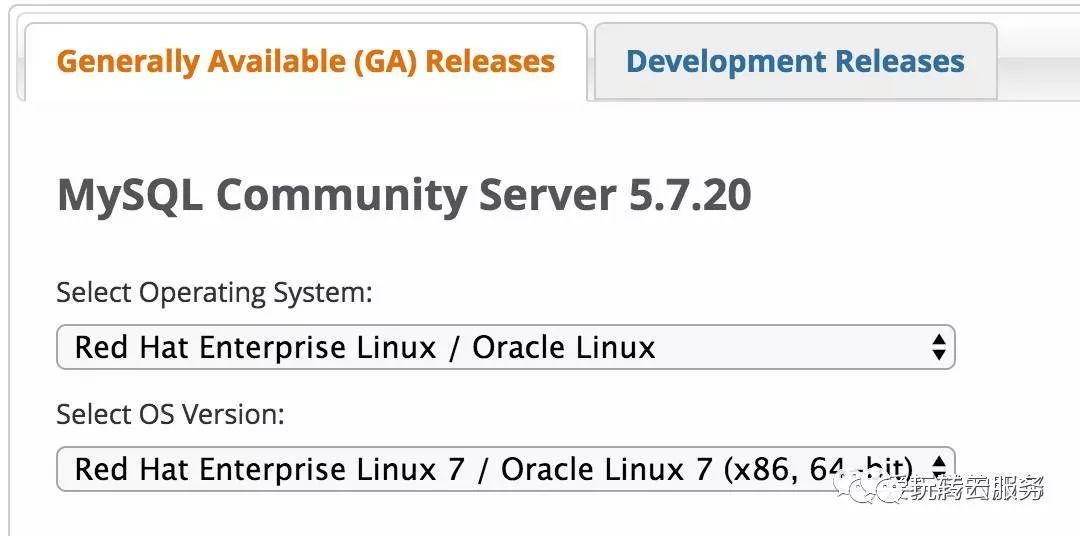 Generally Available (GA) Releases
Development Releases
MySQL Community Server 5.7.20
Select Operating System:
Red Hat Enterprise Linux / Oracle Linux
Select OS Version:
Red Hat Enterprise Linux 7 / Oracle Linux 7 (x86, 64-bit)
玩转云服务